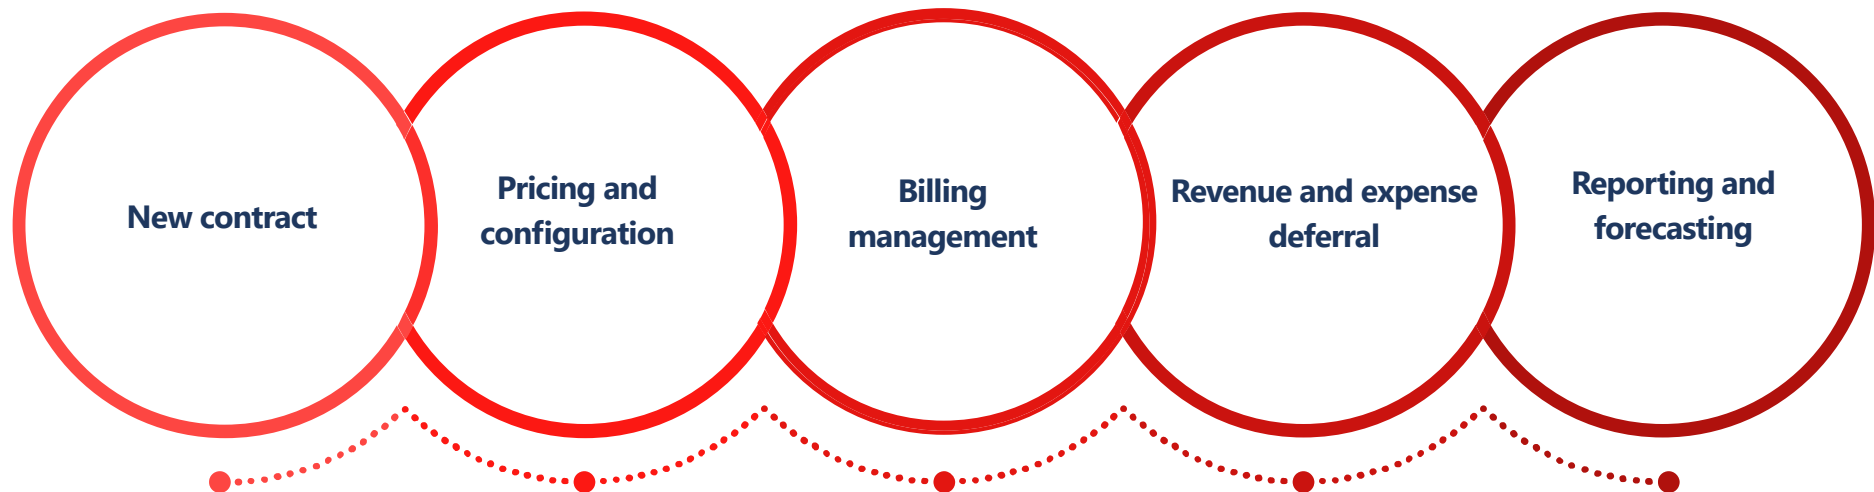 New contract
Pricing and
configuration
Billing
management
Revenue and expense
deferral
Reporting and
forecasting